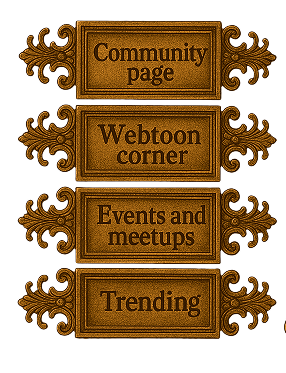 Community
page
Webtoon
corner
Events and
meetups
Trending
(